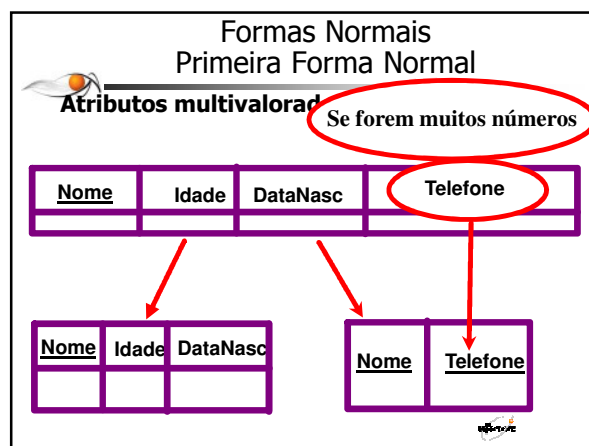 Formas Normais
Primeira Forma Normal
Atributos multivalorad
Se forem muitos números
Nome Idade DataNasc Telefone
Nome Idade DataNasc
Nome Telefone